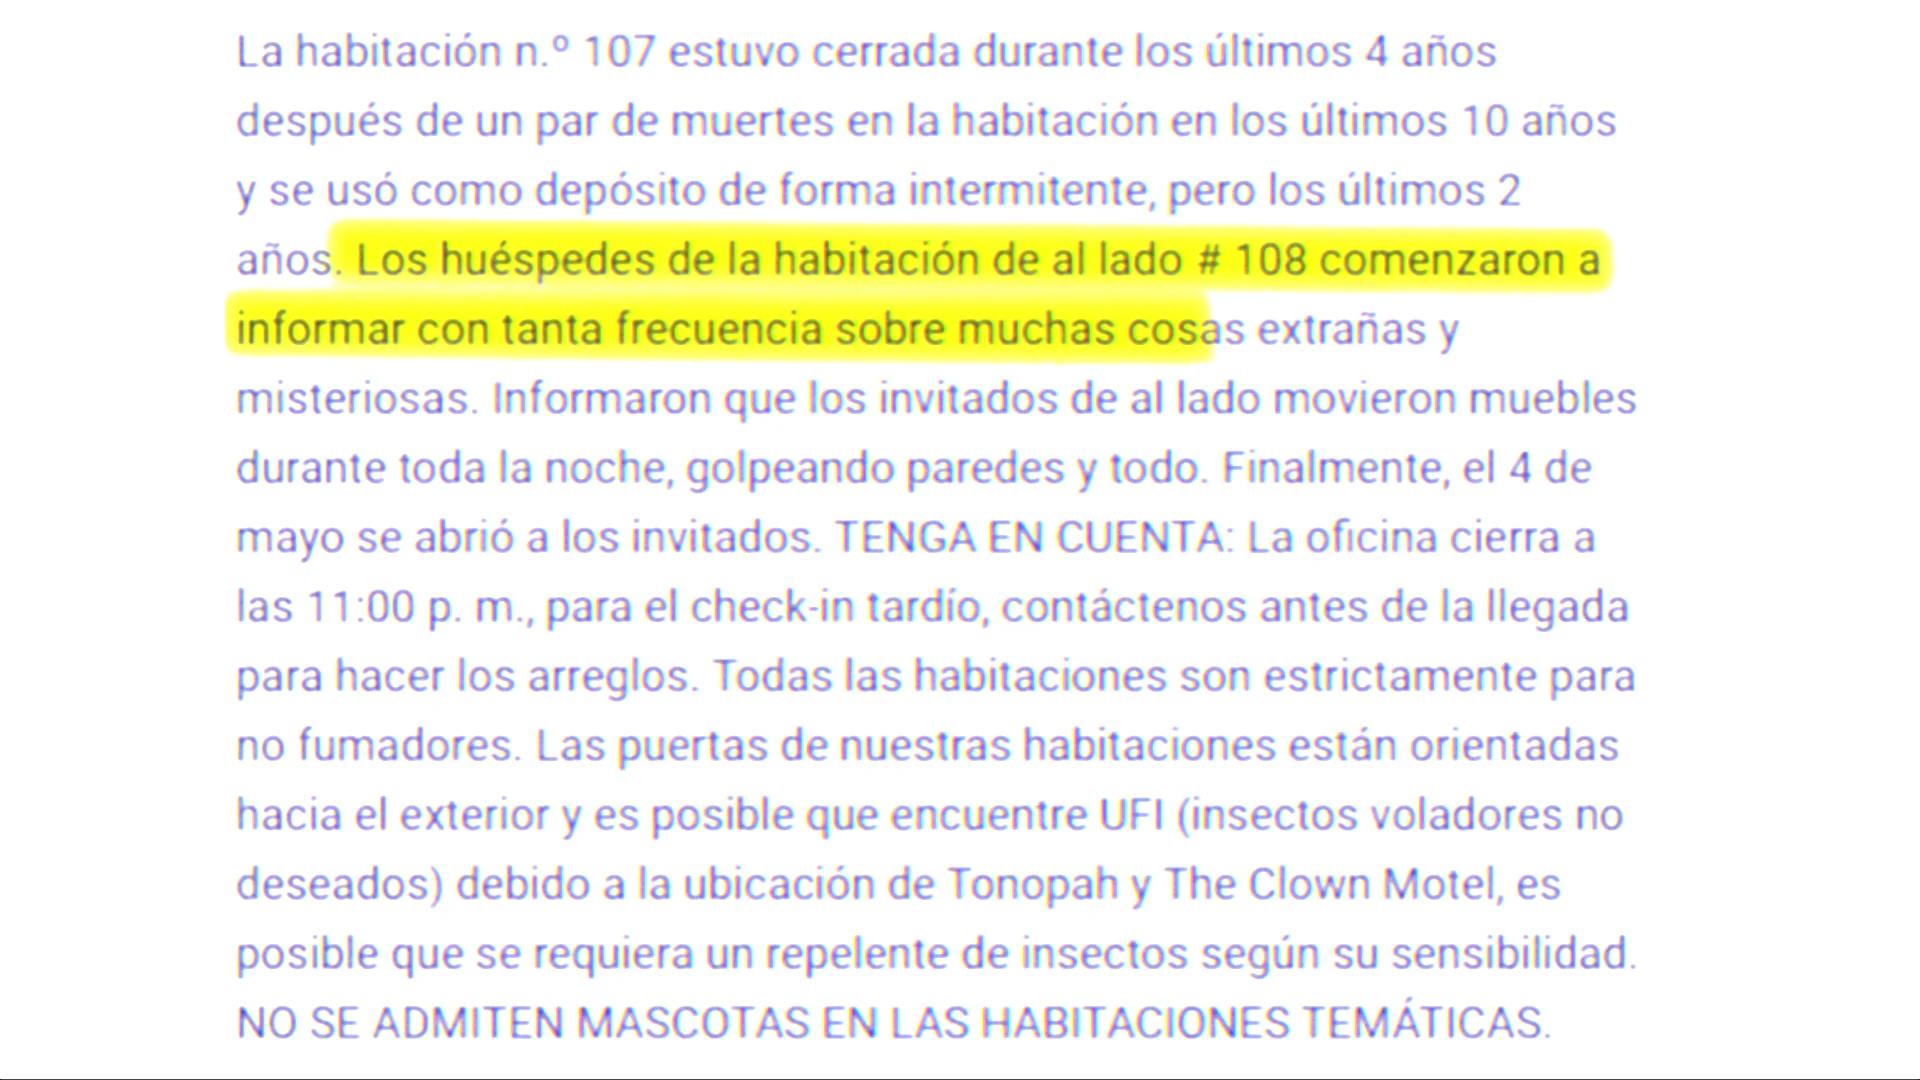 La habitación n.º 107 estuvo cerrada durante los últimos 4 años
después de un par de muertes en la habitación en los últimos 10 años
y se usó como depósito de forma intermitente, pero los últimos 2
años. Los huéspedes de la habitación de al lado # 108 comenzaron a
informar con tanta frecuencia sobre muchas cosas extrañas y
misteriosas. Informaron que los invitados de al lado movieron muebles
durante toda la noche, golpeando paredes y todo. Finalmente, el 4 de
mayo se abrió a los invitados. TENGA EN CUENTA: La oficina cierra a
las 11:00 p. m., para el check-in tardío, contáctenos antes de la llegada
para hacer los arreglos. Todas las habitaciones son estrictamente para
no fumadores. Las puertas de nuestras habitaciones están orientadas
hacia el exterior y es posible que encuentre UFI (insectos voladores no
deseados) debido a la ubicación de Tonopah y The Clown Motel, es
posible que se requiera un repelente de insectos según su sensibilidad.
NO SE ADMITEN MASCOTAS EN LAS HABITACIONES TEMÁTICAS.